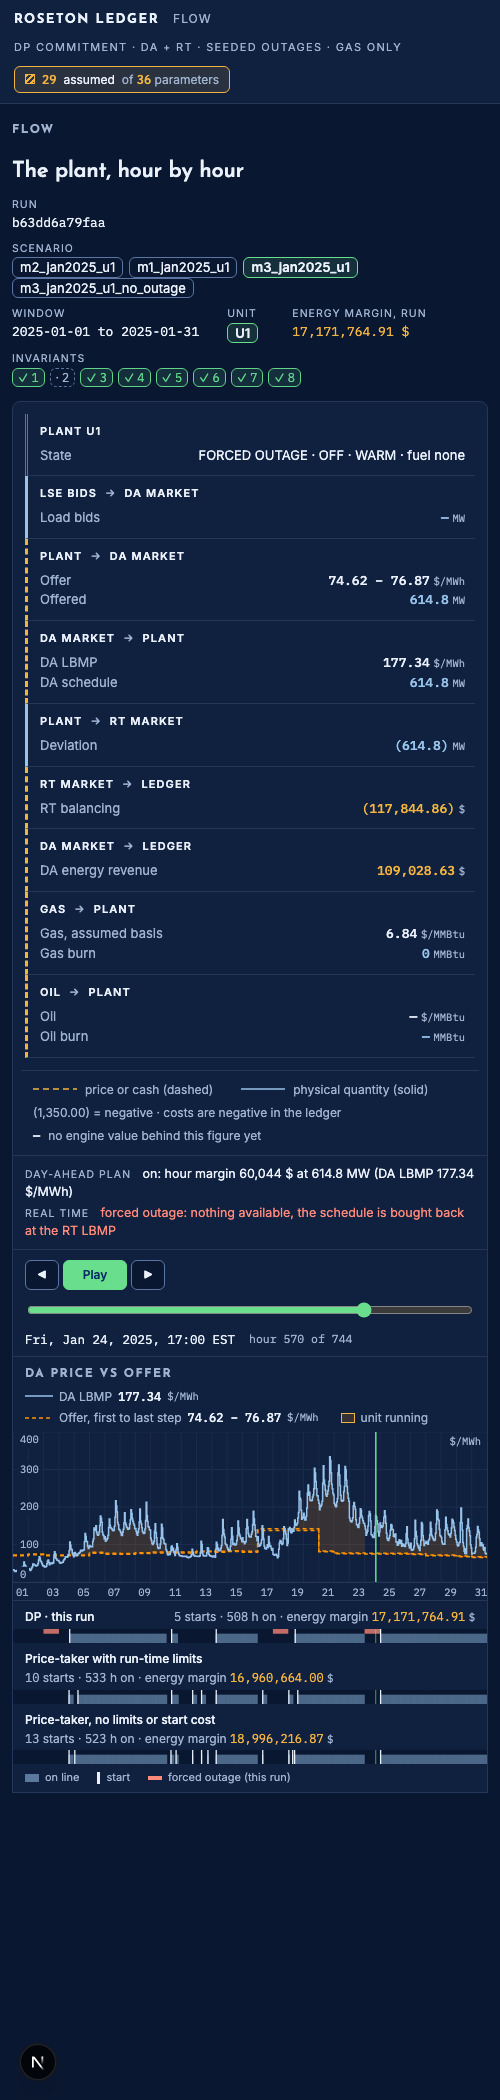 ROSETON LEDGER FLOW
DP COMMITMENT · DA + RT · SEEDED OUTAGES · GAS ONLY
29 assumed of 36 parameters
FLOW
The plant, hour by hour
RUN
b63dd6a79faa
SCENARIO
m2_jan2025_u1 m1_jan2025_u1 m3_jan2025_u1
m3_jan2025_u1_no_outage
WINDOW UNIT ENERGY MARGIN, RUN
2025-01-01 to 2025-01-31 U1 17,171,764.91 $
INVARIANTS
✓ 1 · 2 ✓ 3 ✓ 4 ✓ 5 ✓ 6 ✓ 7 ✓ 8
PLANT U1
State FORCED OUTAGE · OFF · WARM · fuel none
LSE BIDS → DA MARKET
Load bids — MW
PLANT → DA MARKET
Offer 74.62 – 76.87 $/MWh
Offered 614.8 MW
DA MARKET → PLANT
DA LBMP 177.34 $/MWh
DA schedule 614.8 MW
PLANT → RT MARKET
Deviation (614.8) MW
RT MARKET → LEDGER
RT balancing (117,844.86) $
DA MARKET → LEDGER
DA energy revenue 109,028.63 $
GAS → PLANT
Gas, assumed basis 6.84 $/MMBtu
Gas burn 0 MMBtu
OIL → PLANT
Oil — $/MMBtu
Oil burn — MMBtu
price or cash (dashed) physical quantity (solid)
(1,350.00) = negative · costs are negative in the ledger
— no engine value behind this figure yet
DAY-AHEAD PLAN on: hour margin 60,044 $ at 614.8 MW (DA LBMP 177.34
$/MWh)
REAL TIME forced outage: nothing available, the schedule is bought back
at the RT LBMP
◄ Play ►
Fri, Jan 24, 2025, 17:00 EST hour 570 of 744
DA PRICE VS OFFER
DA LBMP 177.34 $/MWh
Offer, first to last step 74.62 – 76.87 $/MWh unit running
400 $/MWh
300
200
100
0
01 03 05 07 09 11 13 15 17 19 21 23 25 27 29 31
DP · this run 5 starts · 508 h on · energy margin 17,171,764.91 $
Price-taker with run-time limits
10 starts · 533 h on · energy margin 16,960,664.00 $
Price-taker, no limits or start cost
13 starts · 523 h on · energy margin 18,996,216.87 $
on line start forced outage (this run)
N